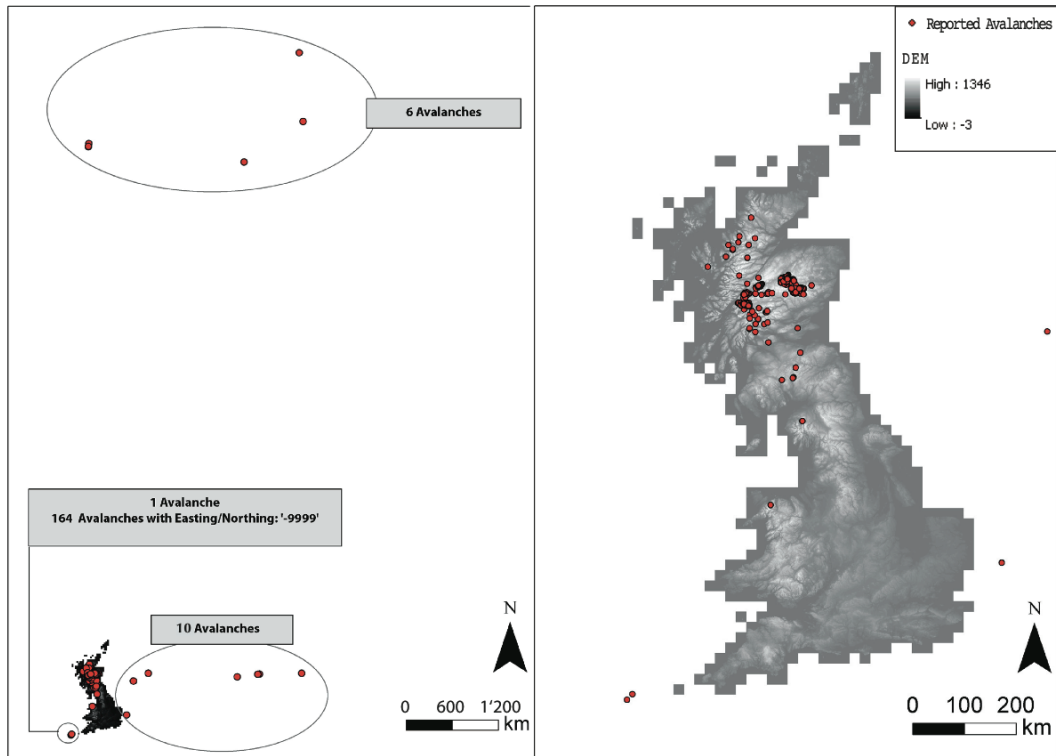 6 Avalanches
1 Avalanche
164 Avalanches with Easting/Northing: '-9999'
10 Avalanches
N
0 600 1'200
km
Reported Avalanches
DEM
High : 1346
Low : -3
N
0 100 200
km